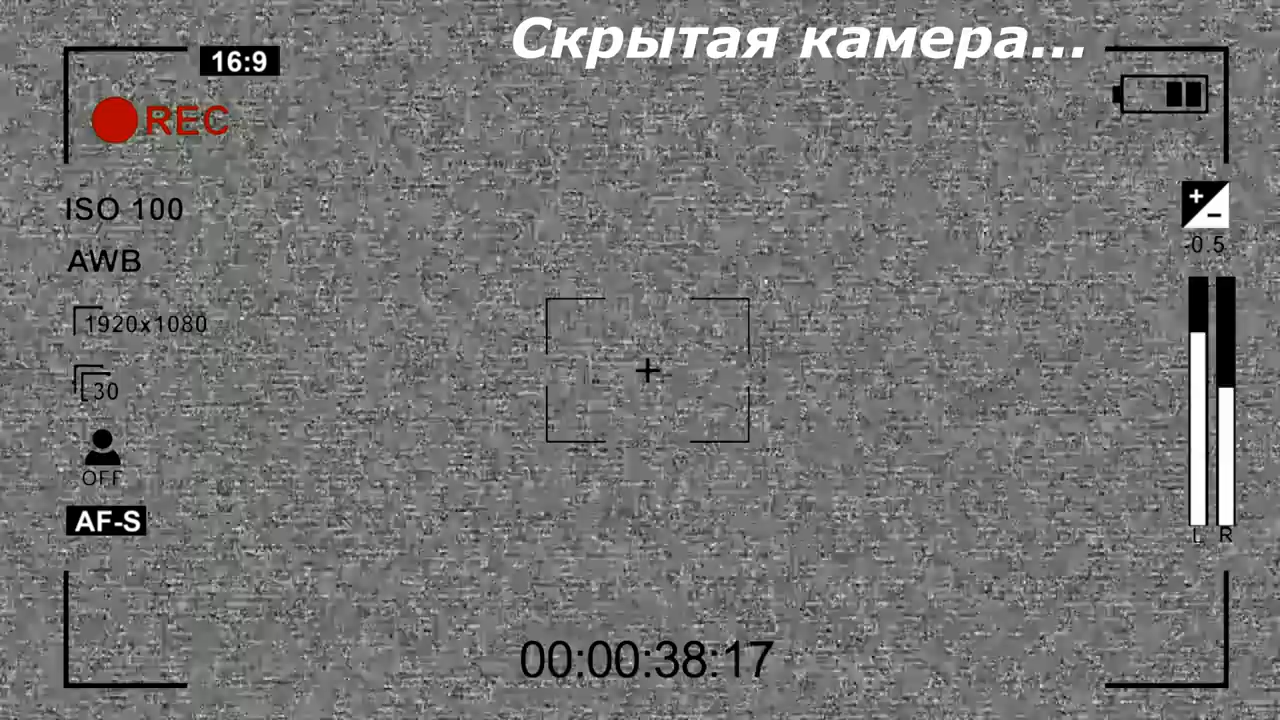 Скрытая камера...
16:9
REC
ISO 100
AWB
-0.5
1920x1080
30
OFF
AF-S
L R
00:00:38:17